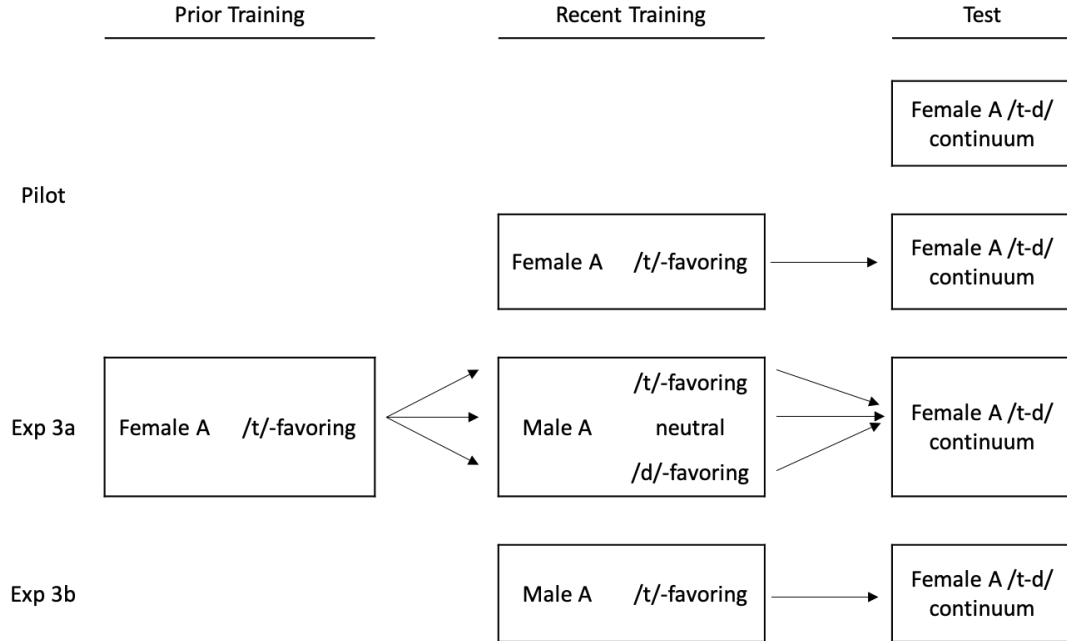 Prior Training
Recent Training
Test
Female A /t-d/
continuum
Pilot
Female A /t/-favoring
Female A /t-d/
continuum
Exp 3a
Female A /t/-favoring
Male A
/t/-favoring
neutral
/d/-favoring
Female A /t-d/
continuum
Exp 3b
Male A /t/-favoring
Female A /t-d/
continuum